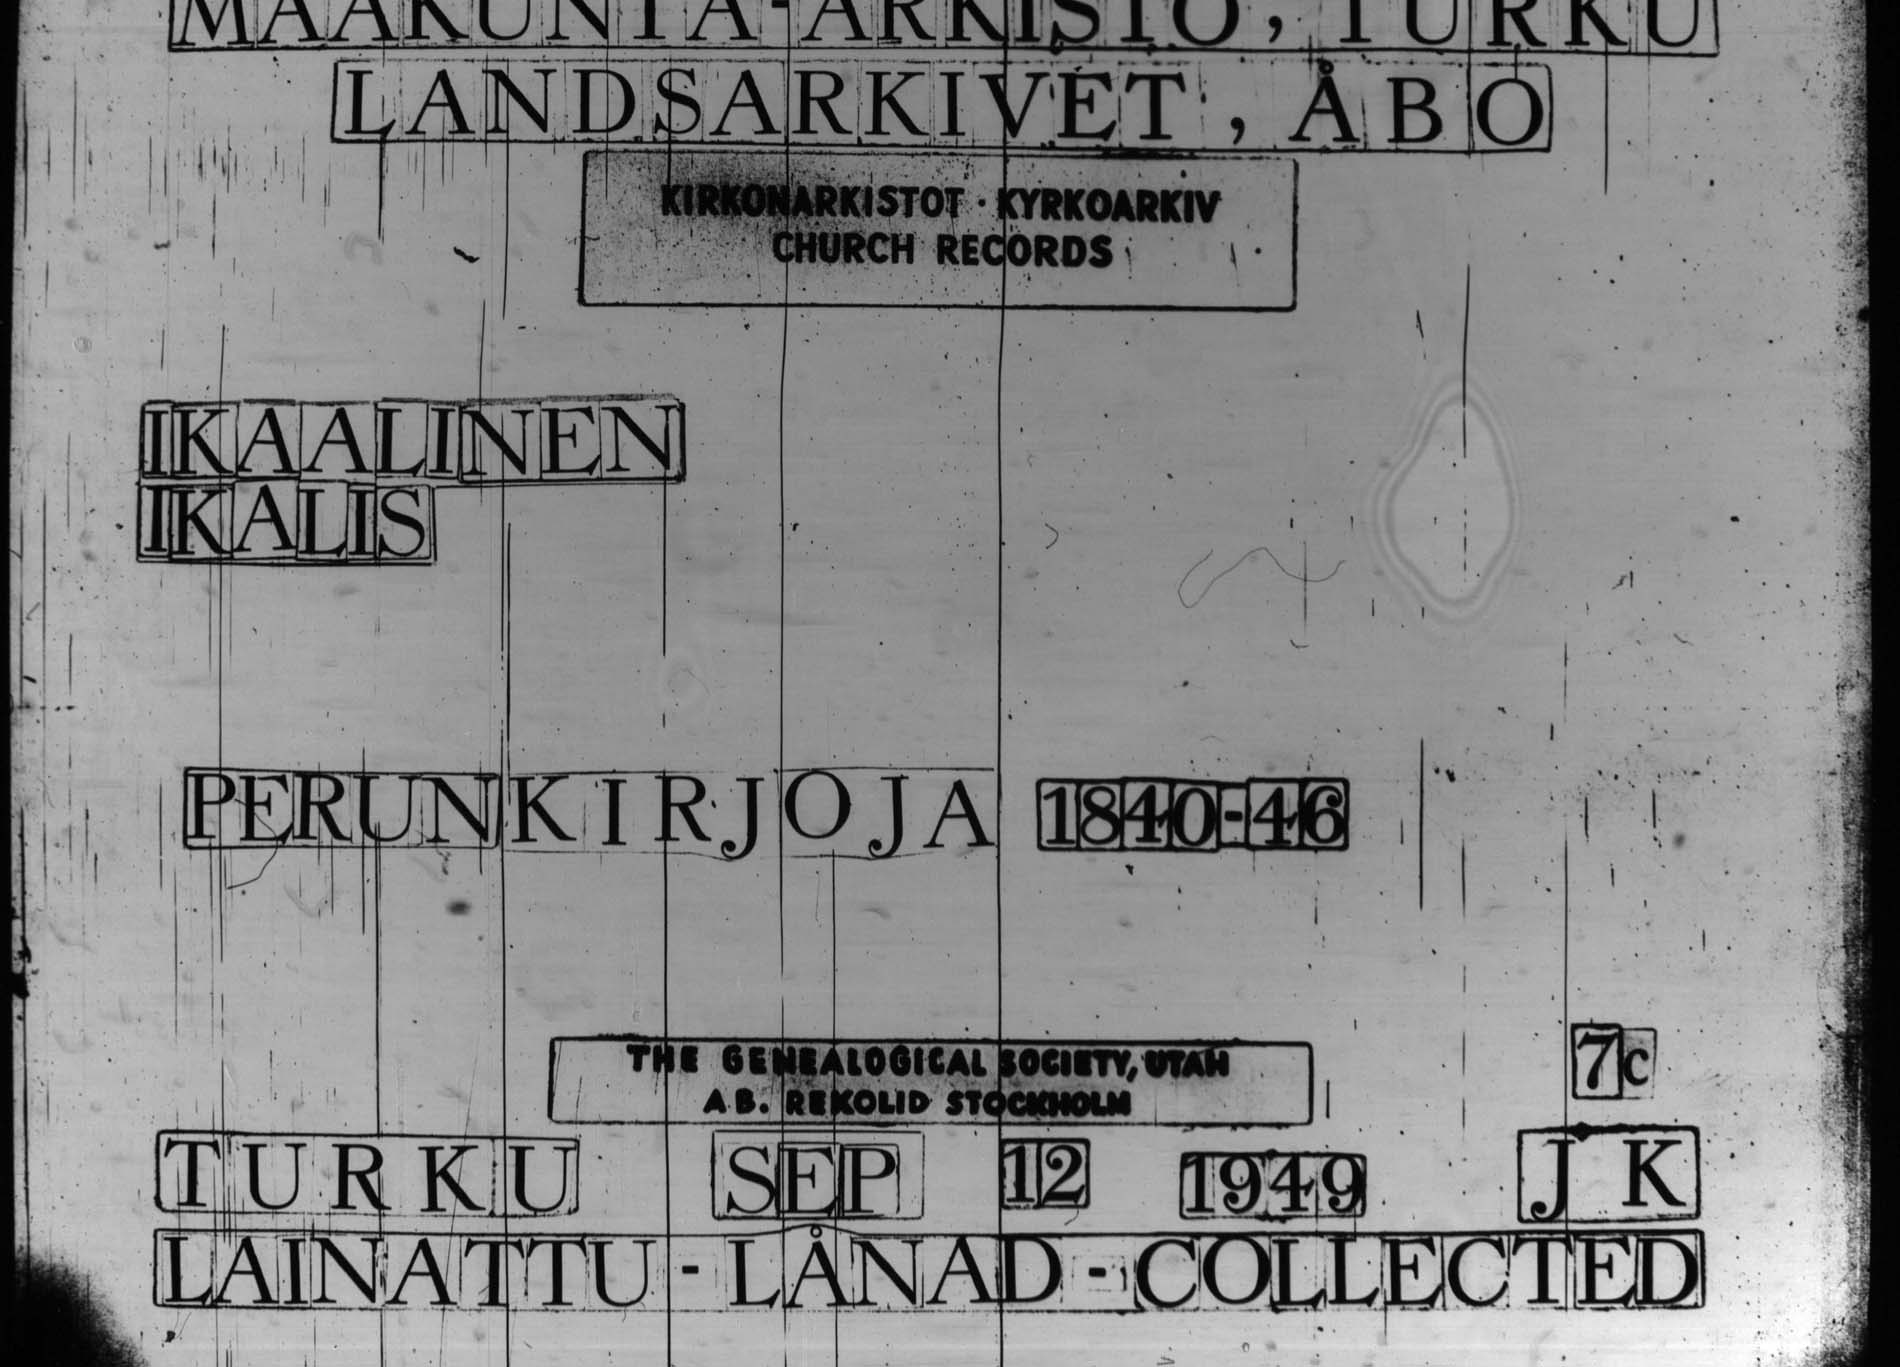 MAAKUNTA-ARKISTO, TURKU
LANDSARKIVET, ÅBO
KIRKONARKISTOT · KYRKOARKIV
CHURCH RECORDS
IKAALINEN
IKALIS
PERUNKIRJOJA 1840-46
THE GENEALOGICAL SOCIETY, UTAH
A.B. REKOLID STOCKHOLM
7c
TURKU SEP 12 1949 J K
LAINATTU - LÅNAD - COLLECTED